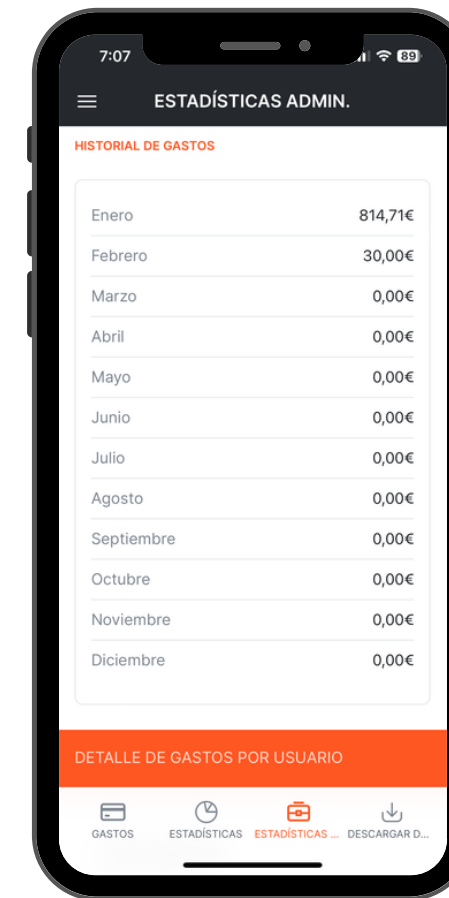 7:07
89
ESTADÍSTICAS ADMIN.
HISTORIAL DE GASTOS
Enero 814,71€
Febrero 30,00€
Marzo 0,00€
Abril 0,00€
Mayo 0,00€
Junio 0,00€
Julio 0,00€
Agosto 0,00€
Septiembre 0,00€
Octubre 0,00€
Noviembre 0,00€
Diciembre 0,00€
DETALLE DE GASTOS POR USUARIO
GASTOS ESTADÍSTICAS ESTADÍSTICAS ... DESCARGAR D...